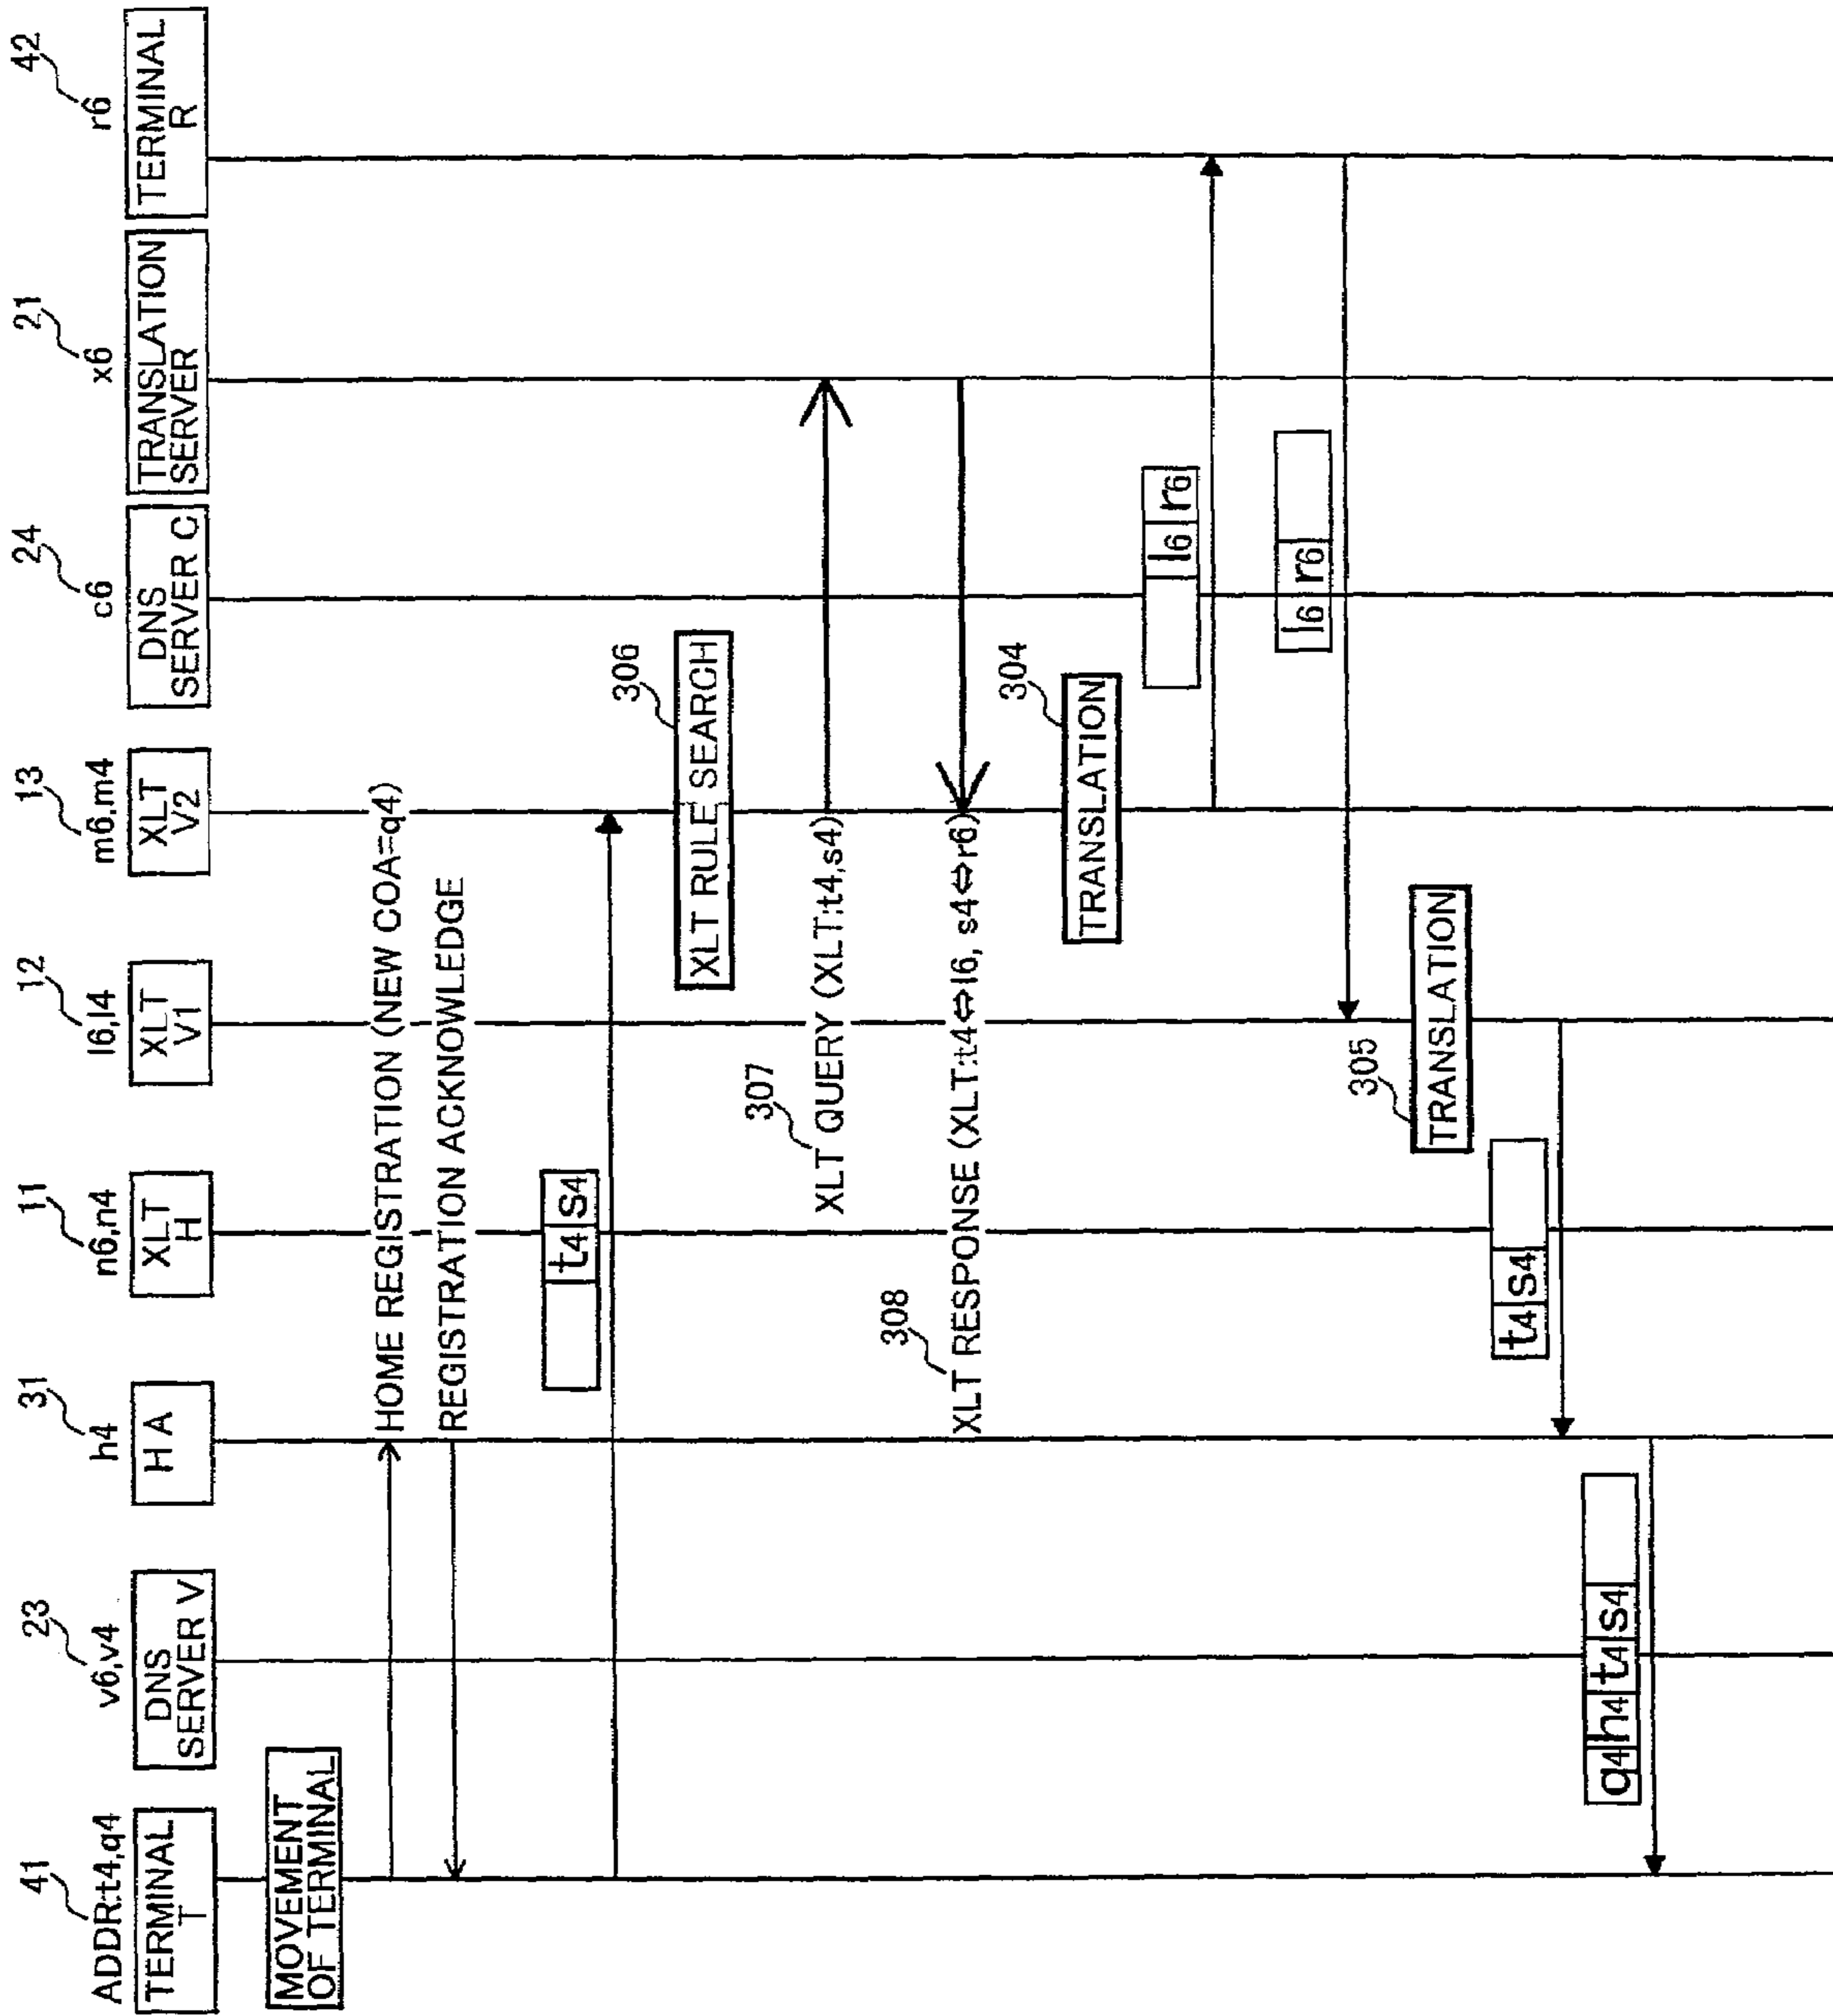 41
ADDR:t4,q4
TERMINAL
T
23
v6,v4
DNS
SERVER V
31
h4
H A
11
n6,n4
XLT
H
12
l6,l4
XLT
V1
13
m6,m4
XLT
V2
24
c6
DNS
SERVER C
21
x6
TRANSLATION
SERVER
42
r6
TERMINAL
R
MOVEMENT
OF TERMINAL
HOME REGISTRATION (NEW COA=q4)
REGISTRATION ACKNOWLEDGE
t4 s4
306
XLT RULE SEARCH
307
XLT QUERY (XLT:t4,s4)
308
XLT RESPONSE (XLT:t4⇔l6, s4⇔r6)
304
TRANSLATION
l6 r6
l6 r6
305
TRANSLATION
t4 s4
q4 h4 t4 s4